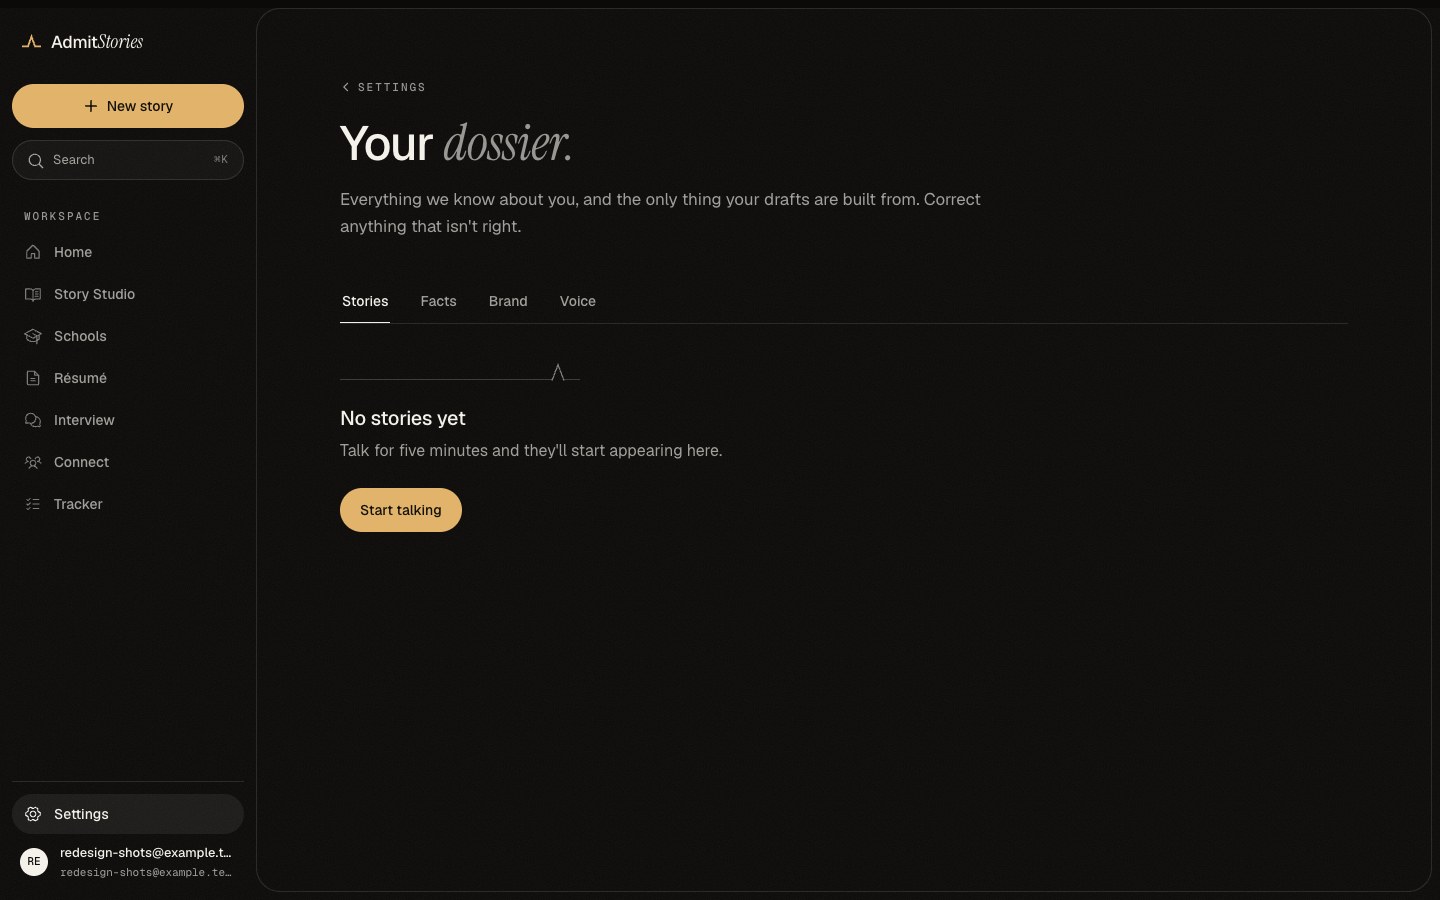 AdmitStories
New story
Search ⌘K
WORKSPACE
Home
Story Studio
Schools
Résumé
Interview
Connect
Tracker
Settings
RE
redesign-shots@example.t…
redesign-shots@example.te…
SETTINGS
Your dossier.
Everything we know about you, and the only thing your drafts are built from. Correct
anything that isn't right.
Stories Facts Brand Voice
No stories yet
Talk for five minutes and they'll start appearing here.
Start talking